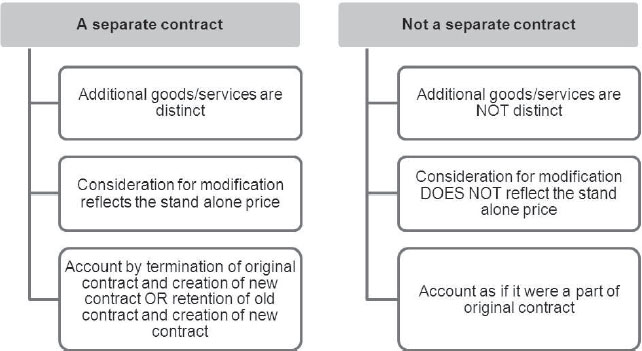 A separate contract
Additional goods/services are
distinct
Consideration for modification
reflects the stand alone price
Account by termination of original
contract and creation of new
contract OR retention of old
contract and creation of new
contract
Not a separate contract
Additional goods/services are
NOT distinct
Consideration for modification
DOES NOT reflect the stand
alone price
Account as if it were a part of
original contract